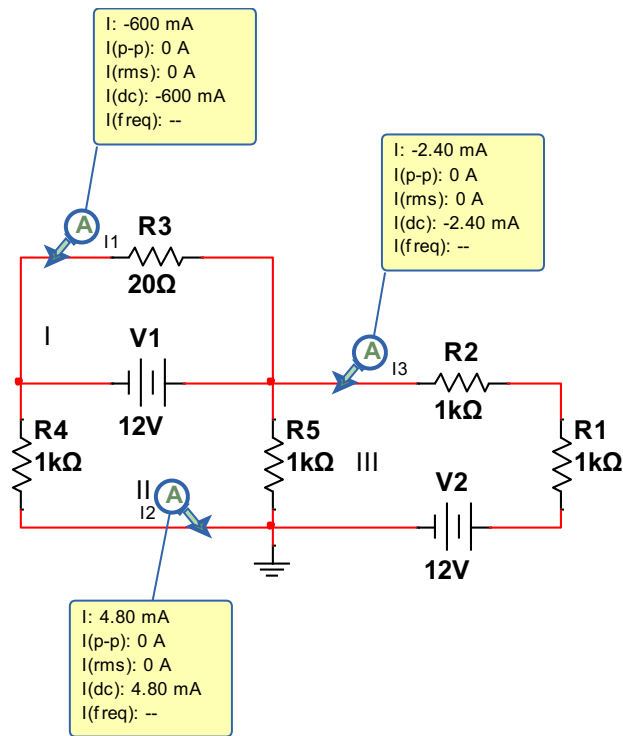 I: -600 mA
I(p-p): 0 A
I(rms): 0 A
I(dc): -600 mA
I(freq): --
I: -2.40 mA
I(p-p): 0 A
I(rms): 0 A
I(dc): -2.40 mA
I(freq): --
A
I1
R3
20Ω
I
V1
12V
A
I3
R2
1kΩ
R4
1kΩ
R5
1kΩ
III
R1
1kΩ
II
I2
A
V2
12V
I: 4.80 mA
I(p-p): 0 A
I(rms): 0 A
I(dc): 4.80 mA
I(freq): --